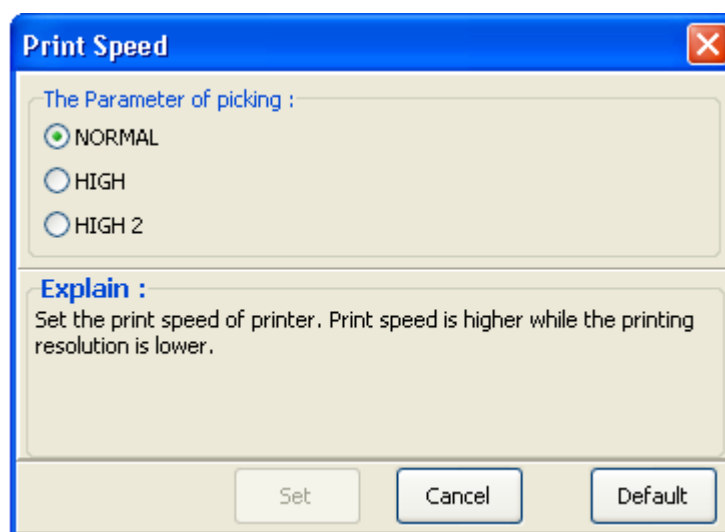 Print Speed
The Parameter of picking :
NORMAL
HIGH
HIGH 2
Explain :
Set the print speed of printer. Print speed is higher while the printing
resolution is lower.
Set Cancel Default